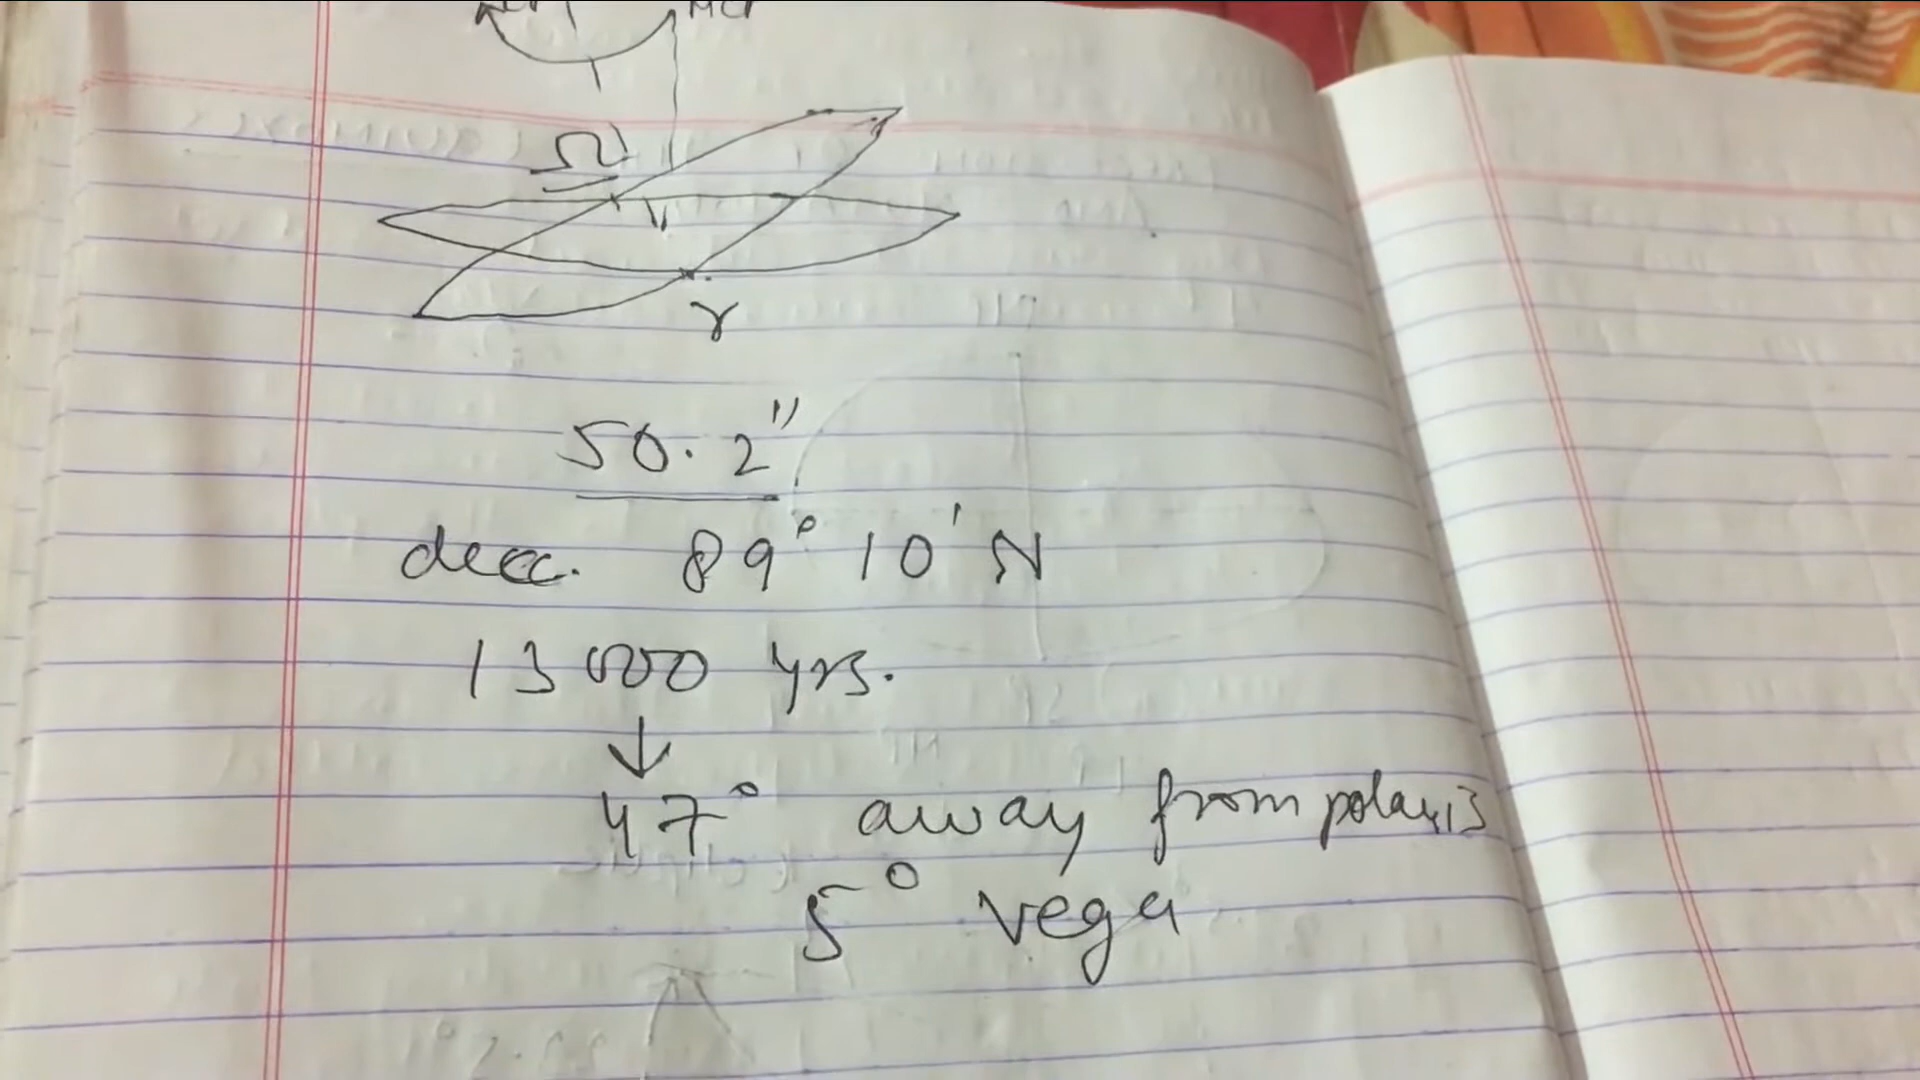 ♎
γ
50.2"
decc. 89° 10' N
13000 yrs.
↓
47° away from polaris
5° vega